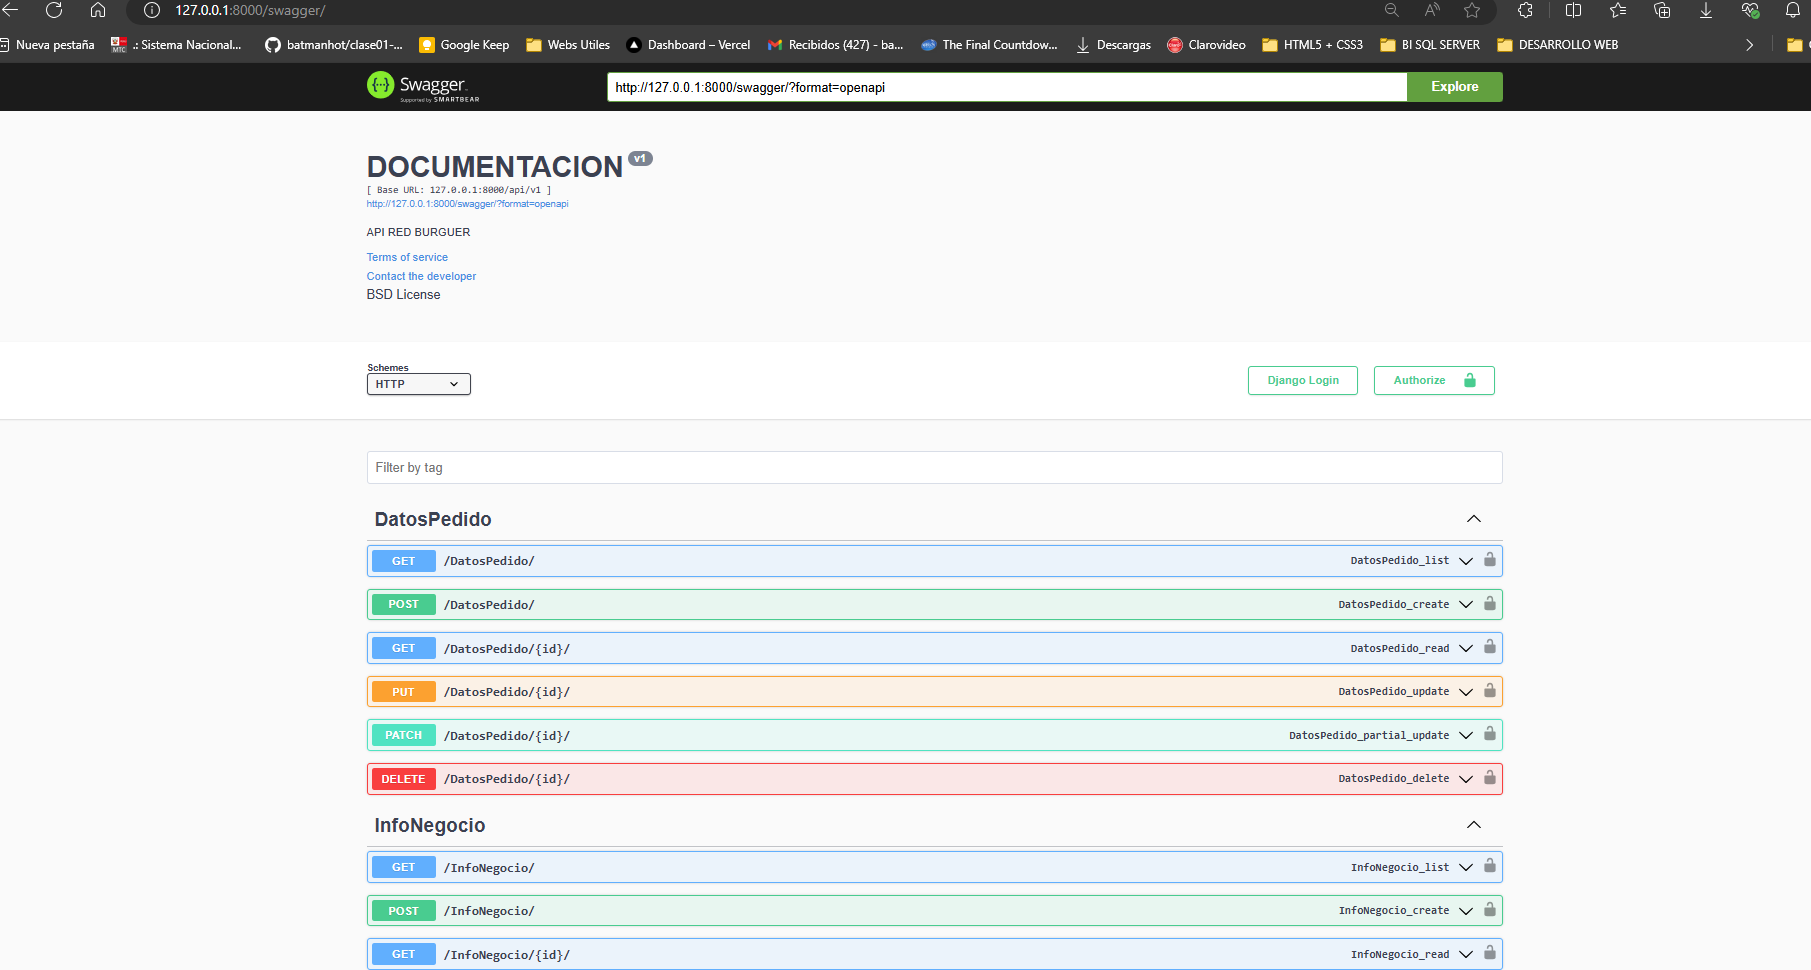 127.0.0.1:8000/swagger/
Nueva pestaña
MTC
.: Sistema Nacional...
batmanhot/clase01-...
Google Keep
Webs Utiles
Dashboard – Vercel
Recibidos (427) - ba...
The Final Countdow...
Descargas
Clarovideo
HTML5 + CSS3
BI SQL SERVER
DESARROLLO WEB
Swagger
Supported by SMARTBEAR
http://127.0.0.1:8000/swagger/?format=openapi
Explore
DOCUMENTACION v1
[ Base URL: 127.0.0.1:8000/api/v1 ]
http://127.0.0.1:8000/swagger/?format=openapi
API RED BURGUER
Terms of service
Contact the developer
BSD License
Schemes
HTTP
Django Login
Authorize
Filter by tag
DatosPedido
GET /DatosPedido/ DatosPedido_list
POST /DatosPedido/ DatosPedido_create
GET /DatosPedido/{id}/ DatosPedido_read
PUT /DatosPedido/{id}/ DatosPedido_update
PATCH /DatosPedido/{id}/ DatosPedido_partial_update
DELETE /DatosPedido/{id}/ DatosPedido_delete
InfoNegocio
GET /InfoNegocio/ InfoNegocio_list
POST /InfoNegocio/ InfoNegocio_create
GET /InfoNegocio/{id}/ InfoNegocio_read